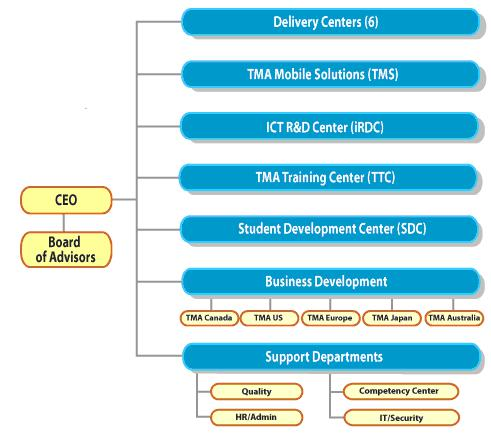 Delivery Centers (6)
TMA Mobile Solutions (TMS)
ICT R&D Center (iRDC)
TMA Training Center (TTC)
CEO
Board
of Advisors
Student Development Center (SDC)
Business Development
TMA Canada
TMA US
TMA Europe
TMA Japan
TMA Australia
Support Departments
Quality
Competency Center
HR/Admin
IT/Security